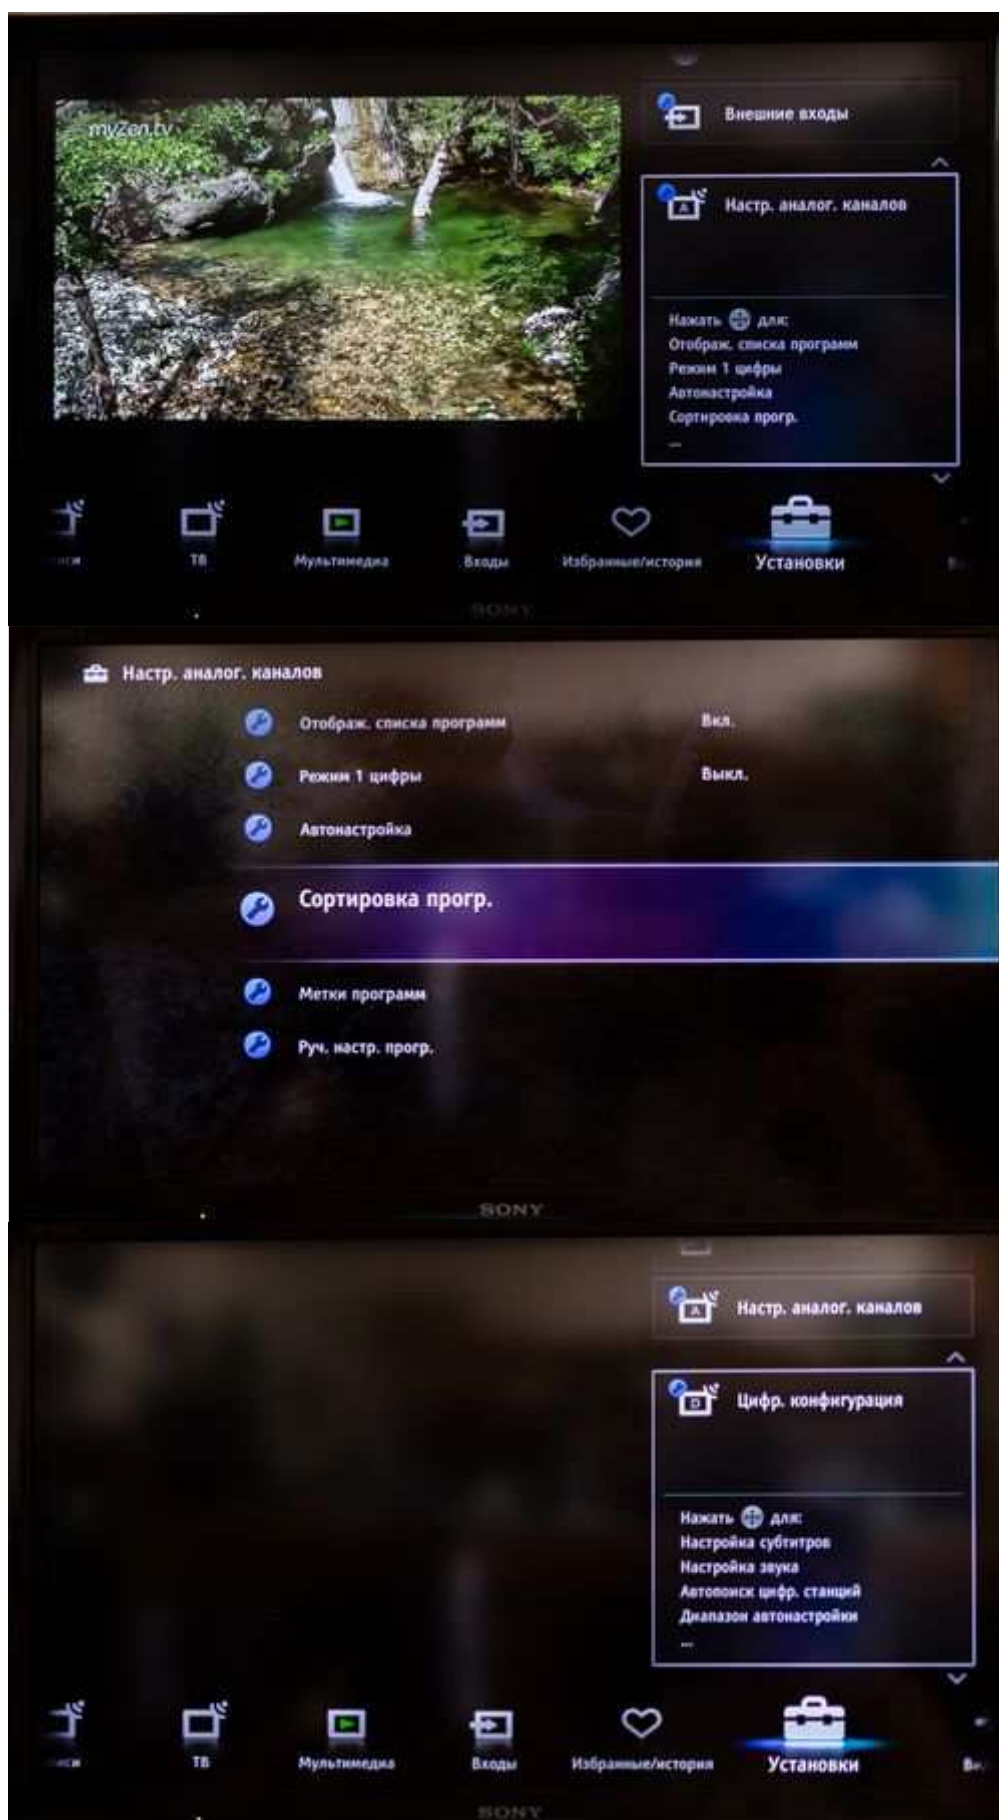 myZen.tv
Внешние входы
A
Настр. аналог. каналов
Нажать для:
Отображ. списка программ
Режим 1 цифры
Автонастройка
Сортировка прогр.
...
ТВ
Мультимедиа
Входы
Избранные/история
Установки
SONY
Настр. аналог. каналов
Отображ. списка программ Вкл.
Режим 1 цифры Выкл.
Автонастройка
Сортировка прогр.
Метки программ
Руч. настр. прогр.
SONY
A
Настр. аналог. каналов
D
Цифр. конфигурация
Нажать для:
Настройка субтитров
Настройка звука
Автопоиск цифр. станций
Диапазон автонастройки
...
ТВ
Мультимедиа
Входы
Избранные/история
Установки
SONY